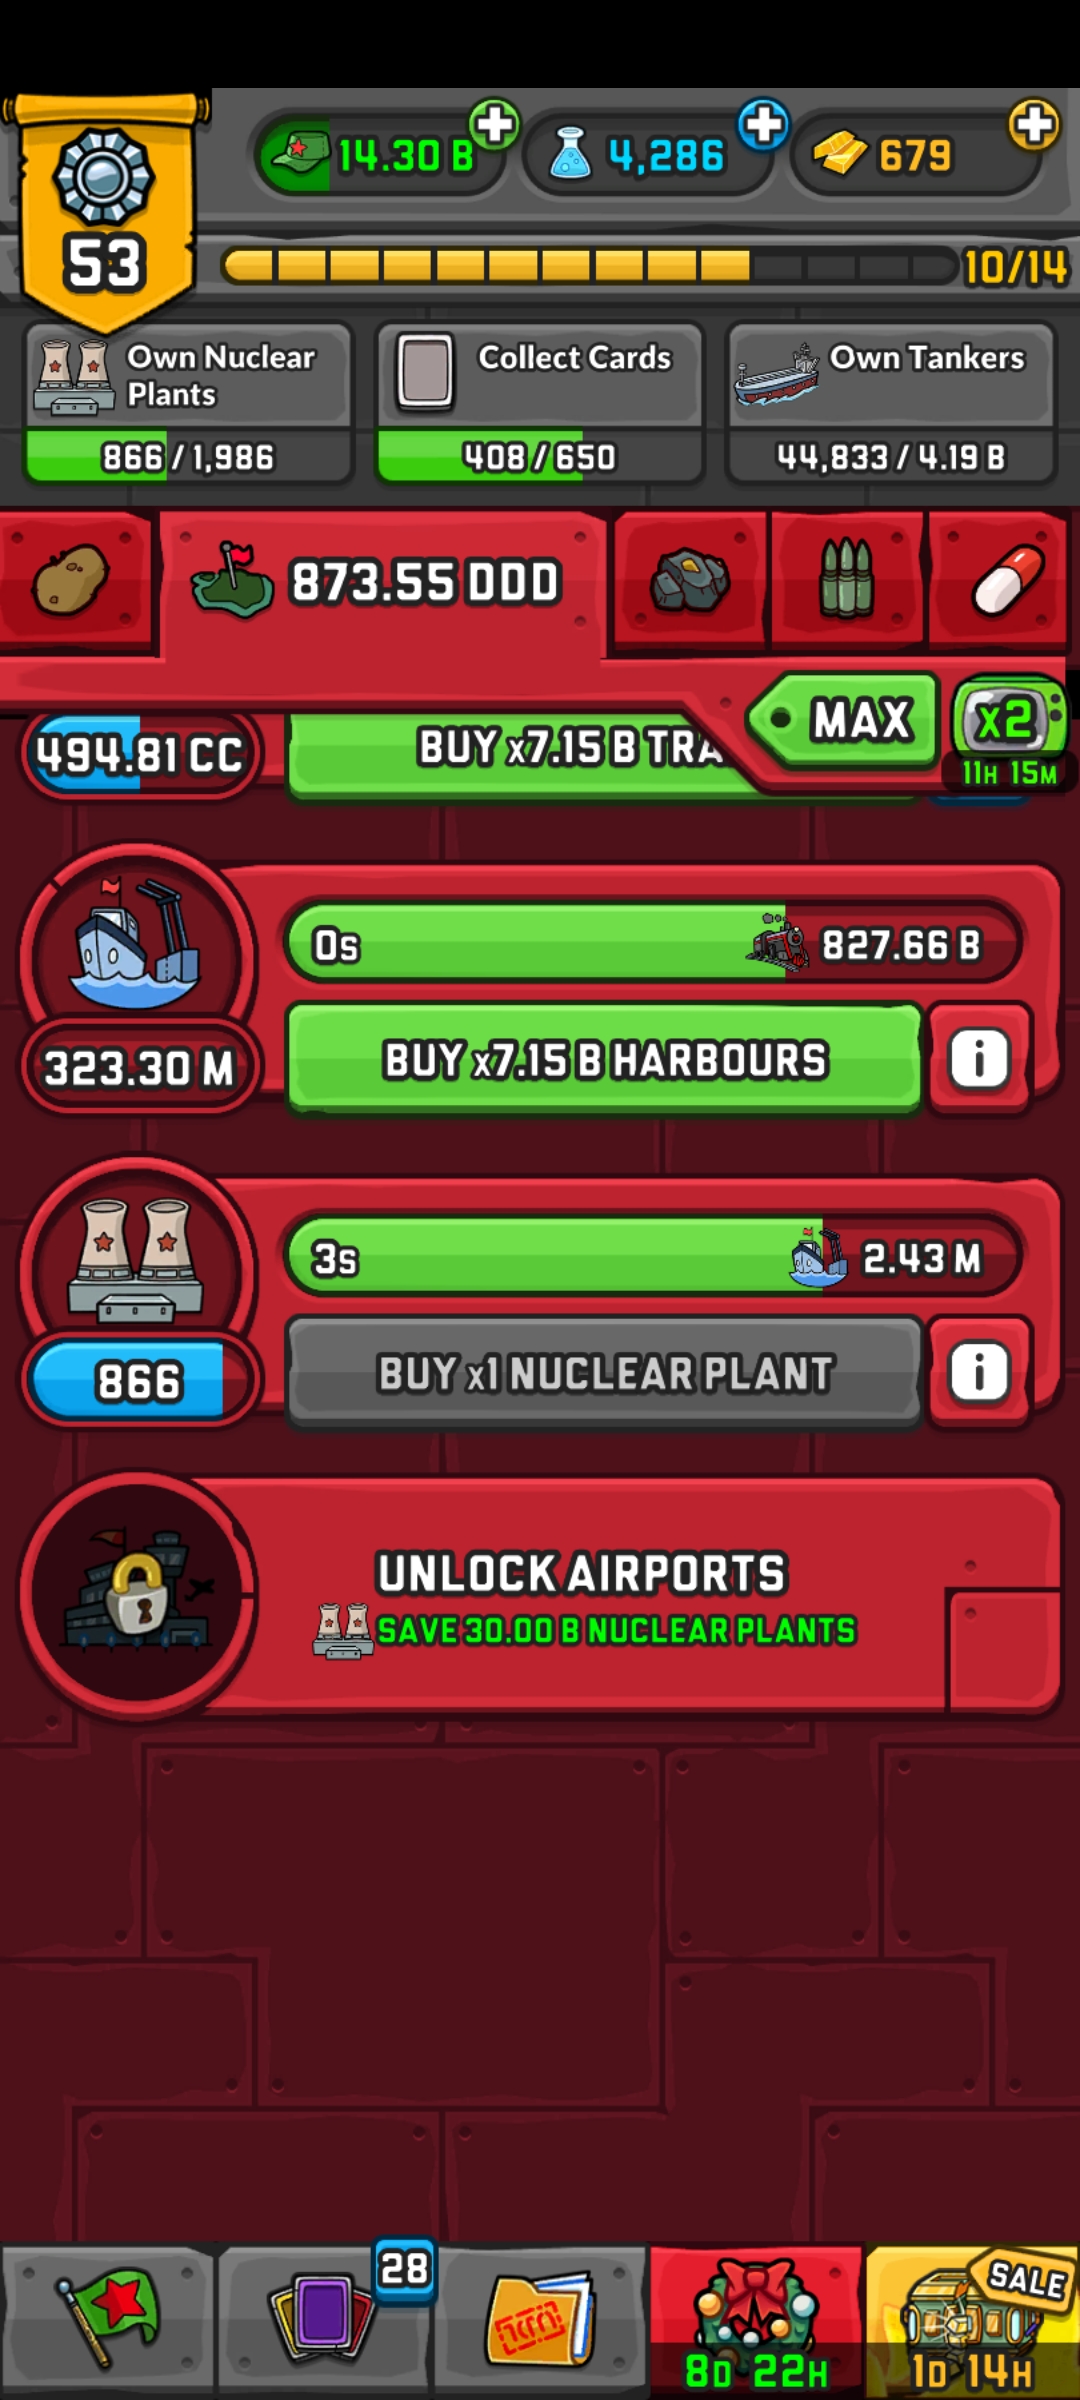 14.30 B
4,286
679
53
10/14
Own Nuclear
Plants
866 / 1,986
Collect Cards
408 / 650
Own Tankers
44,833 / 4.19 B
873.55 DDD
MAX
x2
11H 15M
494.81 CC
BUY x7.15 B TRA
0s
827.66 B
323.30 M
BUY x7.15 B HARBOURS
i
3s
2.43 M
866
BUY x1 NUCLEAR PLANT
i
UNLOCK AIRPORTS
SAVE 30.00 B NUCLEAR PLANTS
28
SALE
8D 22H
1D 14H